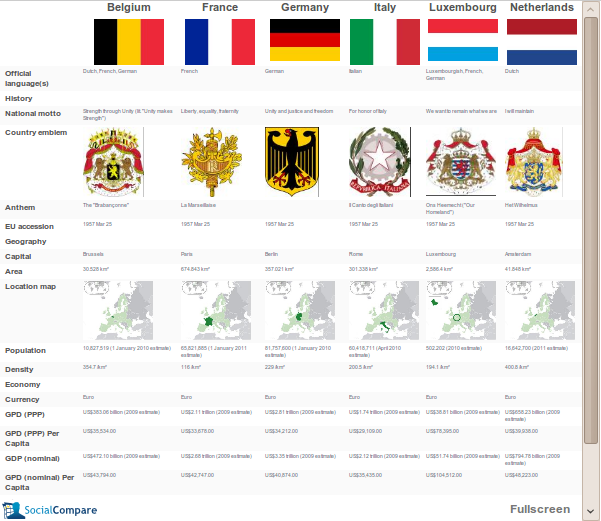 Belgium France Germany Italy Luxembourg Netherlands
Official language(s) Dutch, French, German French German Italian Luxembourgish, French, German Dutch
History
National motto Strength through Unity (lit "Unity makes Strength") Liberty, equality, fraternity Unity and justice and freedom For honor of Italy We want to remain what we are I will maintain
Country emblem
Anthem The "Brabançonne" La Marseillaise Il Canto degli Italiani Ons Heemecht ("Our Homeland") Het Wilhelmus
EU accession 1957 Mar 25 1957 Mar 25 1957 Mar 25 1957 Mar 25 1957 Mar 25 1957 Mar 25
Geography
Capital Brussels Paris Berlin Rome Luxembourg Amsterdam
Area 30,528 km² 674,843 km² 357,021 km² 301,338 km² 2,586.4 km² 41,848 km²
Location map
Population 10,827,519 (1 January 2010 estimate) 65,821,885 (1 January 2011 estimate) 81,757,600 (1 January 2010 estimate) 60,418,711 (April 2010 estimate) 502,202 (2010 estimate) 16,642,700 (2011 estimate)
Density 354.7 /km² 116 /km² 229 /km² 200.5 /km² 194.1 /km² 400.8 /km²
Economy
Currency Euro Euro Euro Euro Euro Euro
GPD (PPP) US$383.06 billion (2009 estimate) US$2.11 trillion (2009 estimate) US$2.81 trillion (2009 estimate) US$1.74 trillion (2009 estimate) US$38.81 billion (2009 estimate) US$658.23 billion (2009 estimate)
GPD (PPP) Per Capita US$35,534.00 US$33,678.00 US$34,212.00 US$29,109.00 US$78,395.00 US$39,938.00
GDP (nominal) US$472.10 billion (2009 estimate) US$2.68 trillion (2009 estimate) US$3.35 trillion (2009 estimate) US$2.12 trillion (2009 estimate) US$51.74 billion (2009 estimate) US$794.78 billion (2009 estimate)
GPD (nominal) Per Capita US$43,794.00 US$42,747.00 US$40,874.00 US$35,435.00 US$104,512.00 US$48,223.00
SocialCompare Fullscreen